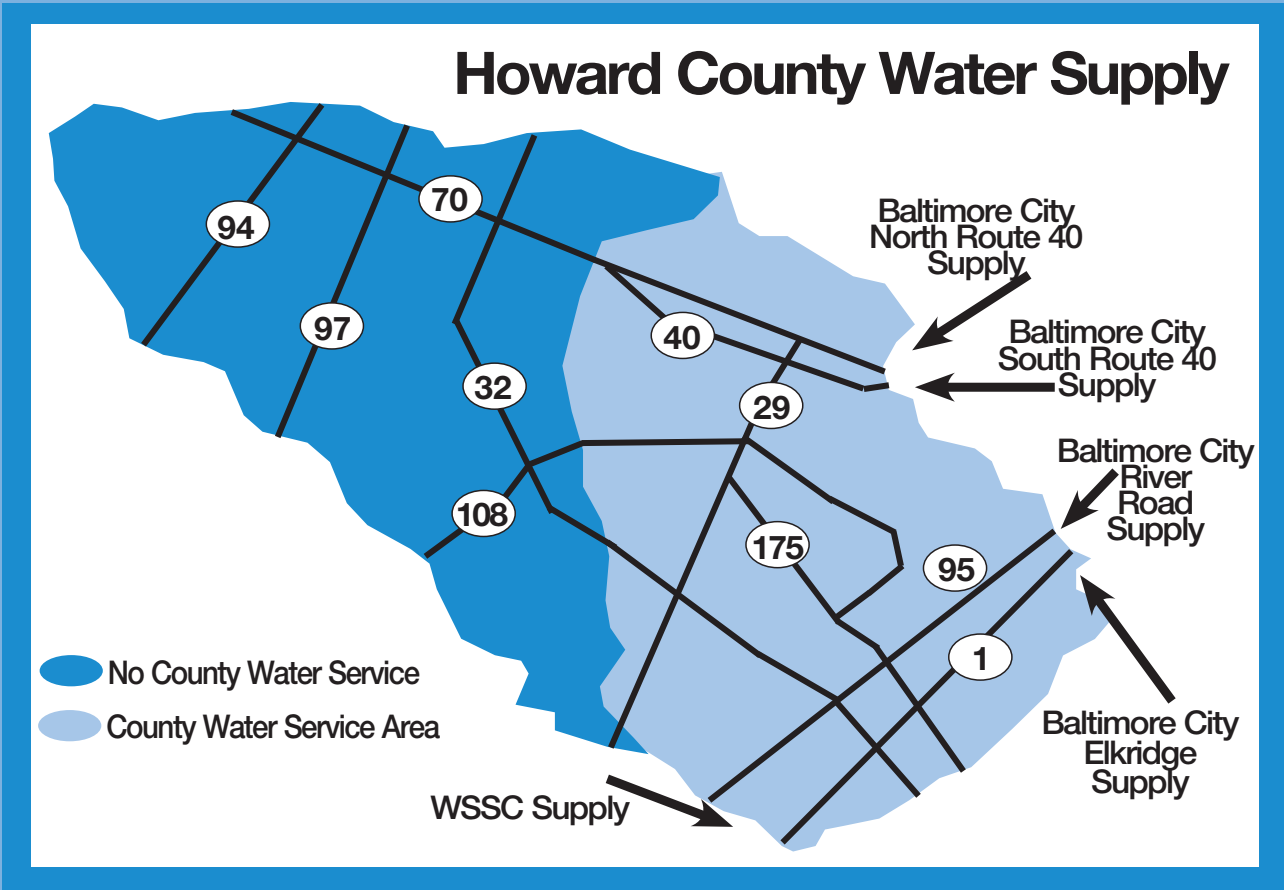 Howard County Water Supply
70
94
97
32
108
40
29
175
95
1
Baltimore City
North Route 40
Supply
Baltimore City
South Route 40
Supply
Baltimore City
River
Road
Supply
No County Water Service
County Water Service Area
Baltimore City
Elkridge
Supply
WSSC Supply